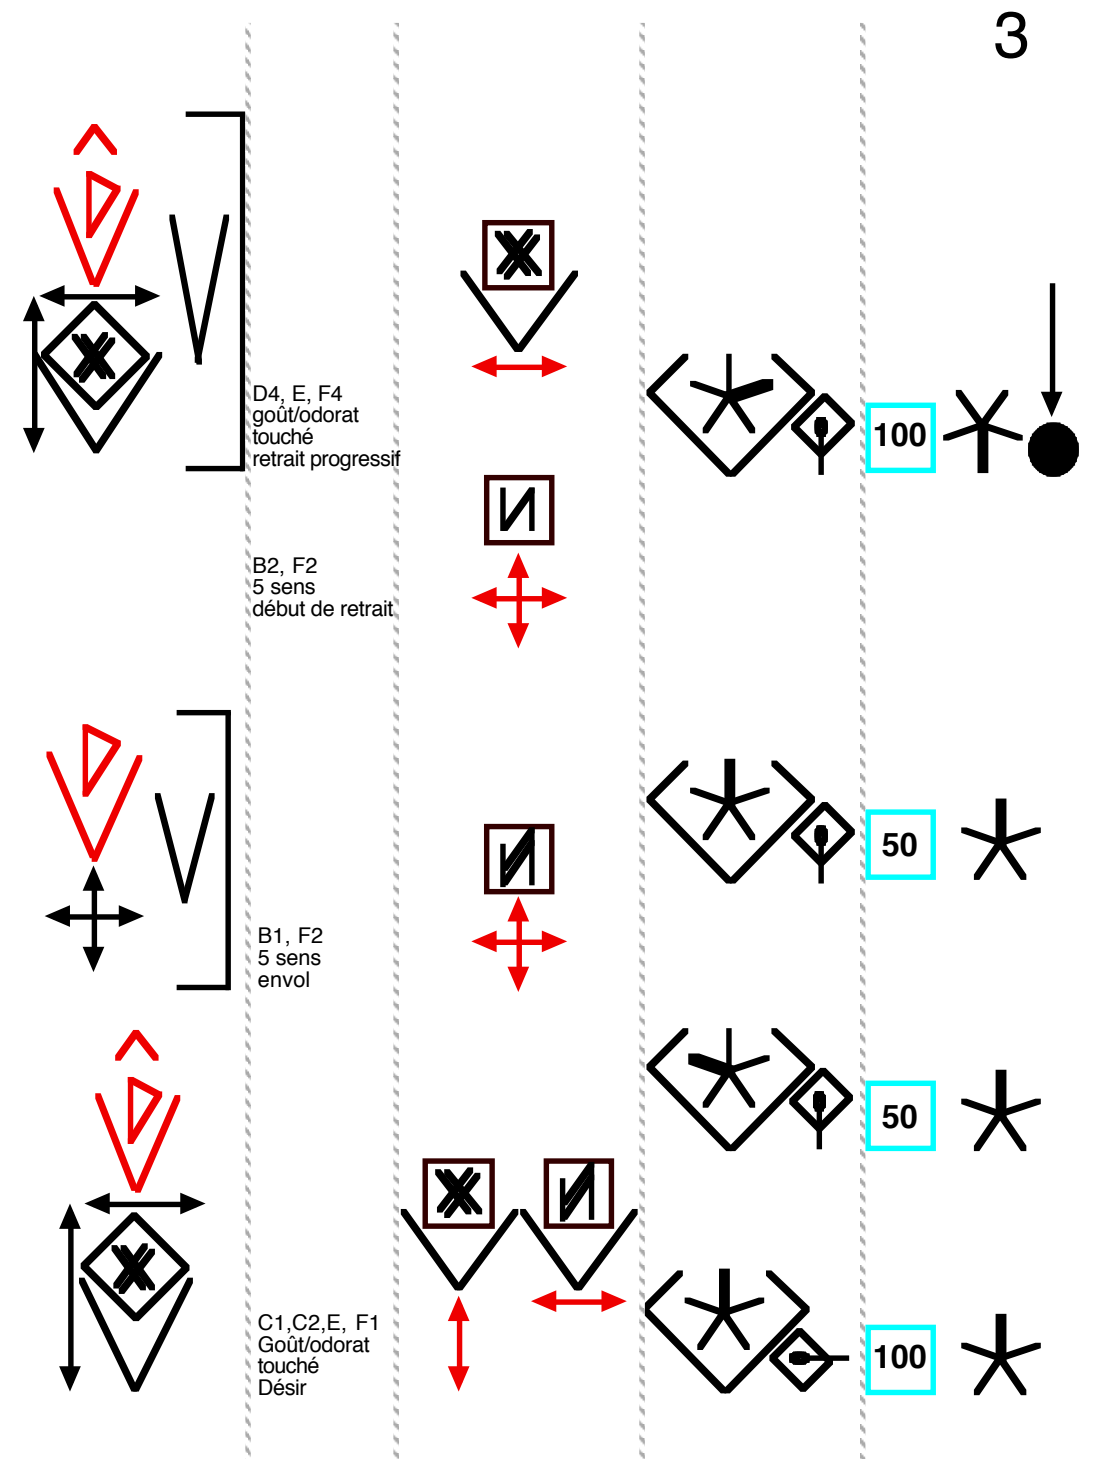 3
D4, E, F4
goût/odorat
touché
retrait progressif
100
B2, F2
5 sens
début de retrait
50
B1, F2
5 sens
envol
50
C1,C2,E, F1
Goût/odorat
touché
Désir
100